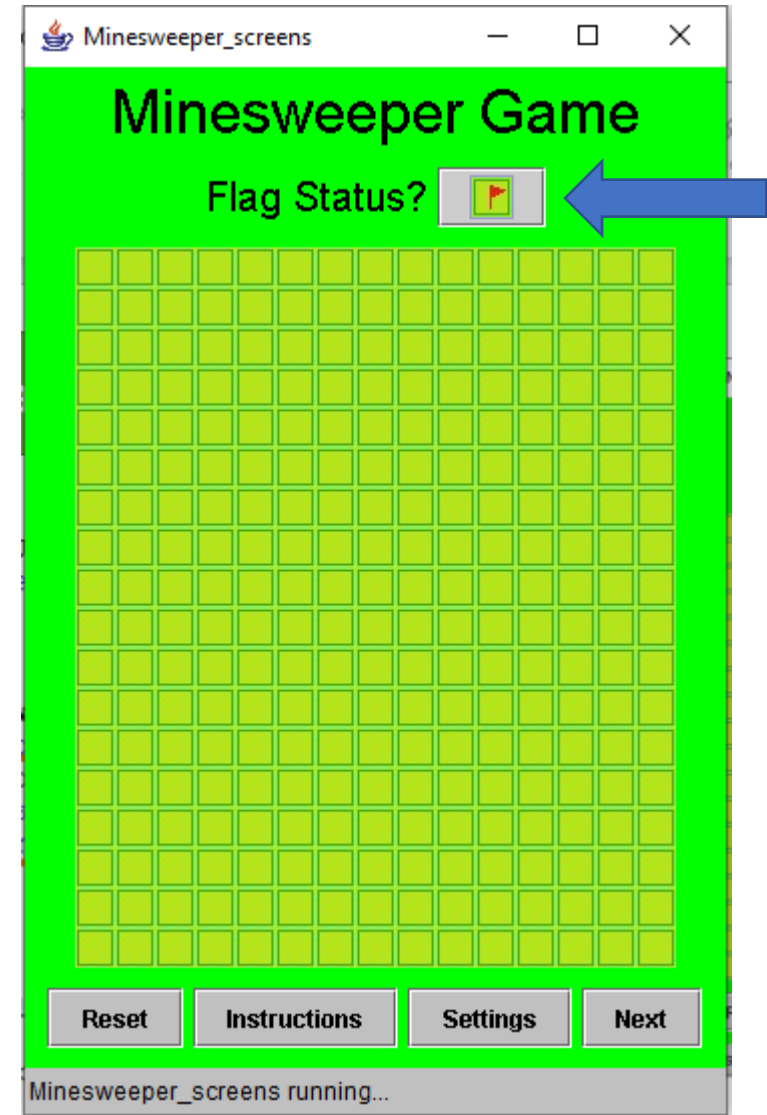 Minesweeper_screens
Minesweeper Game
Flag Status?
Reset Instructions Settings Next
Minesweeper_screens running...